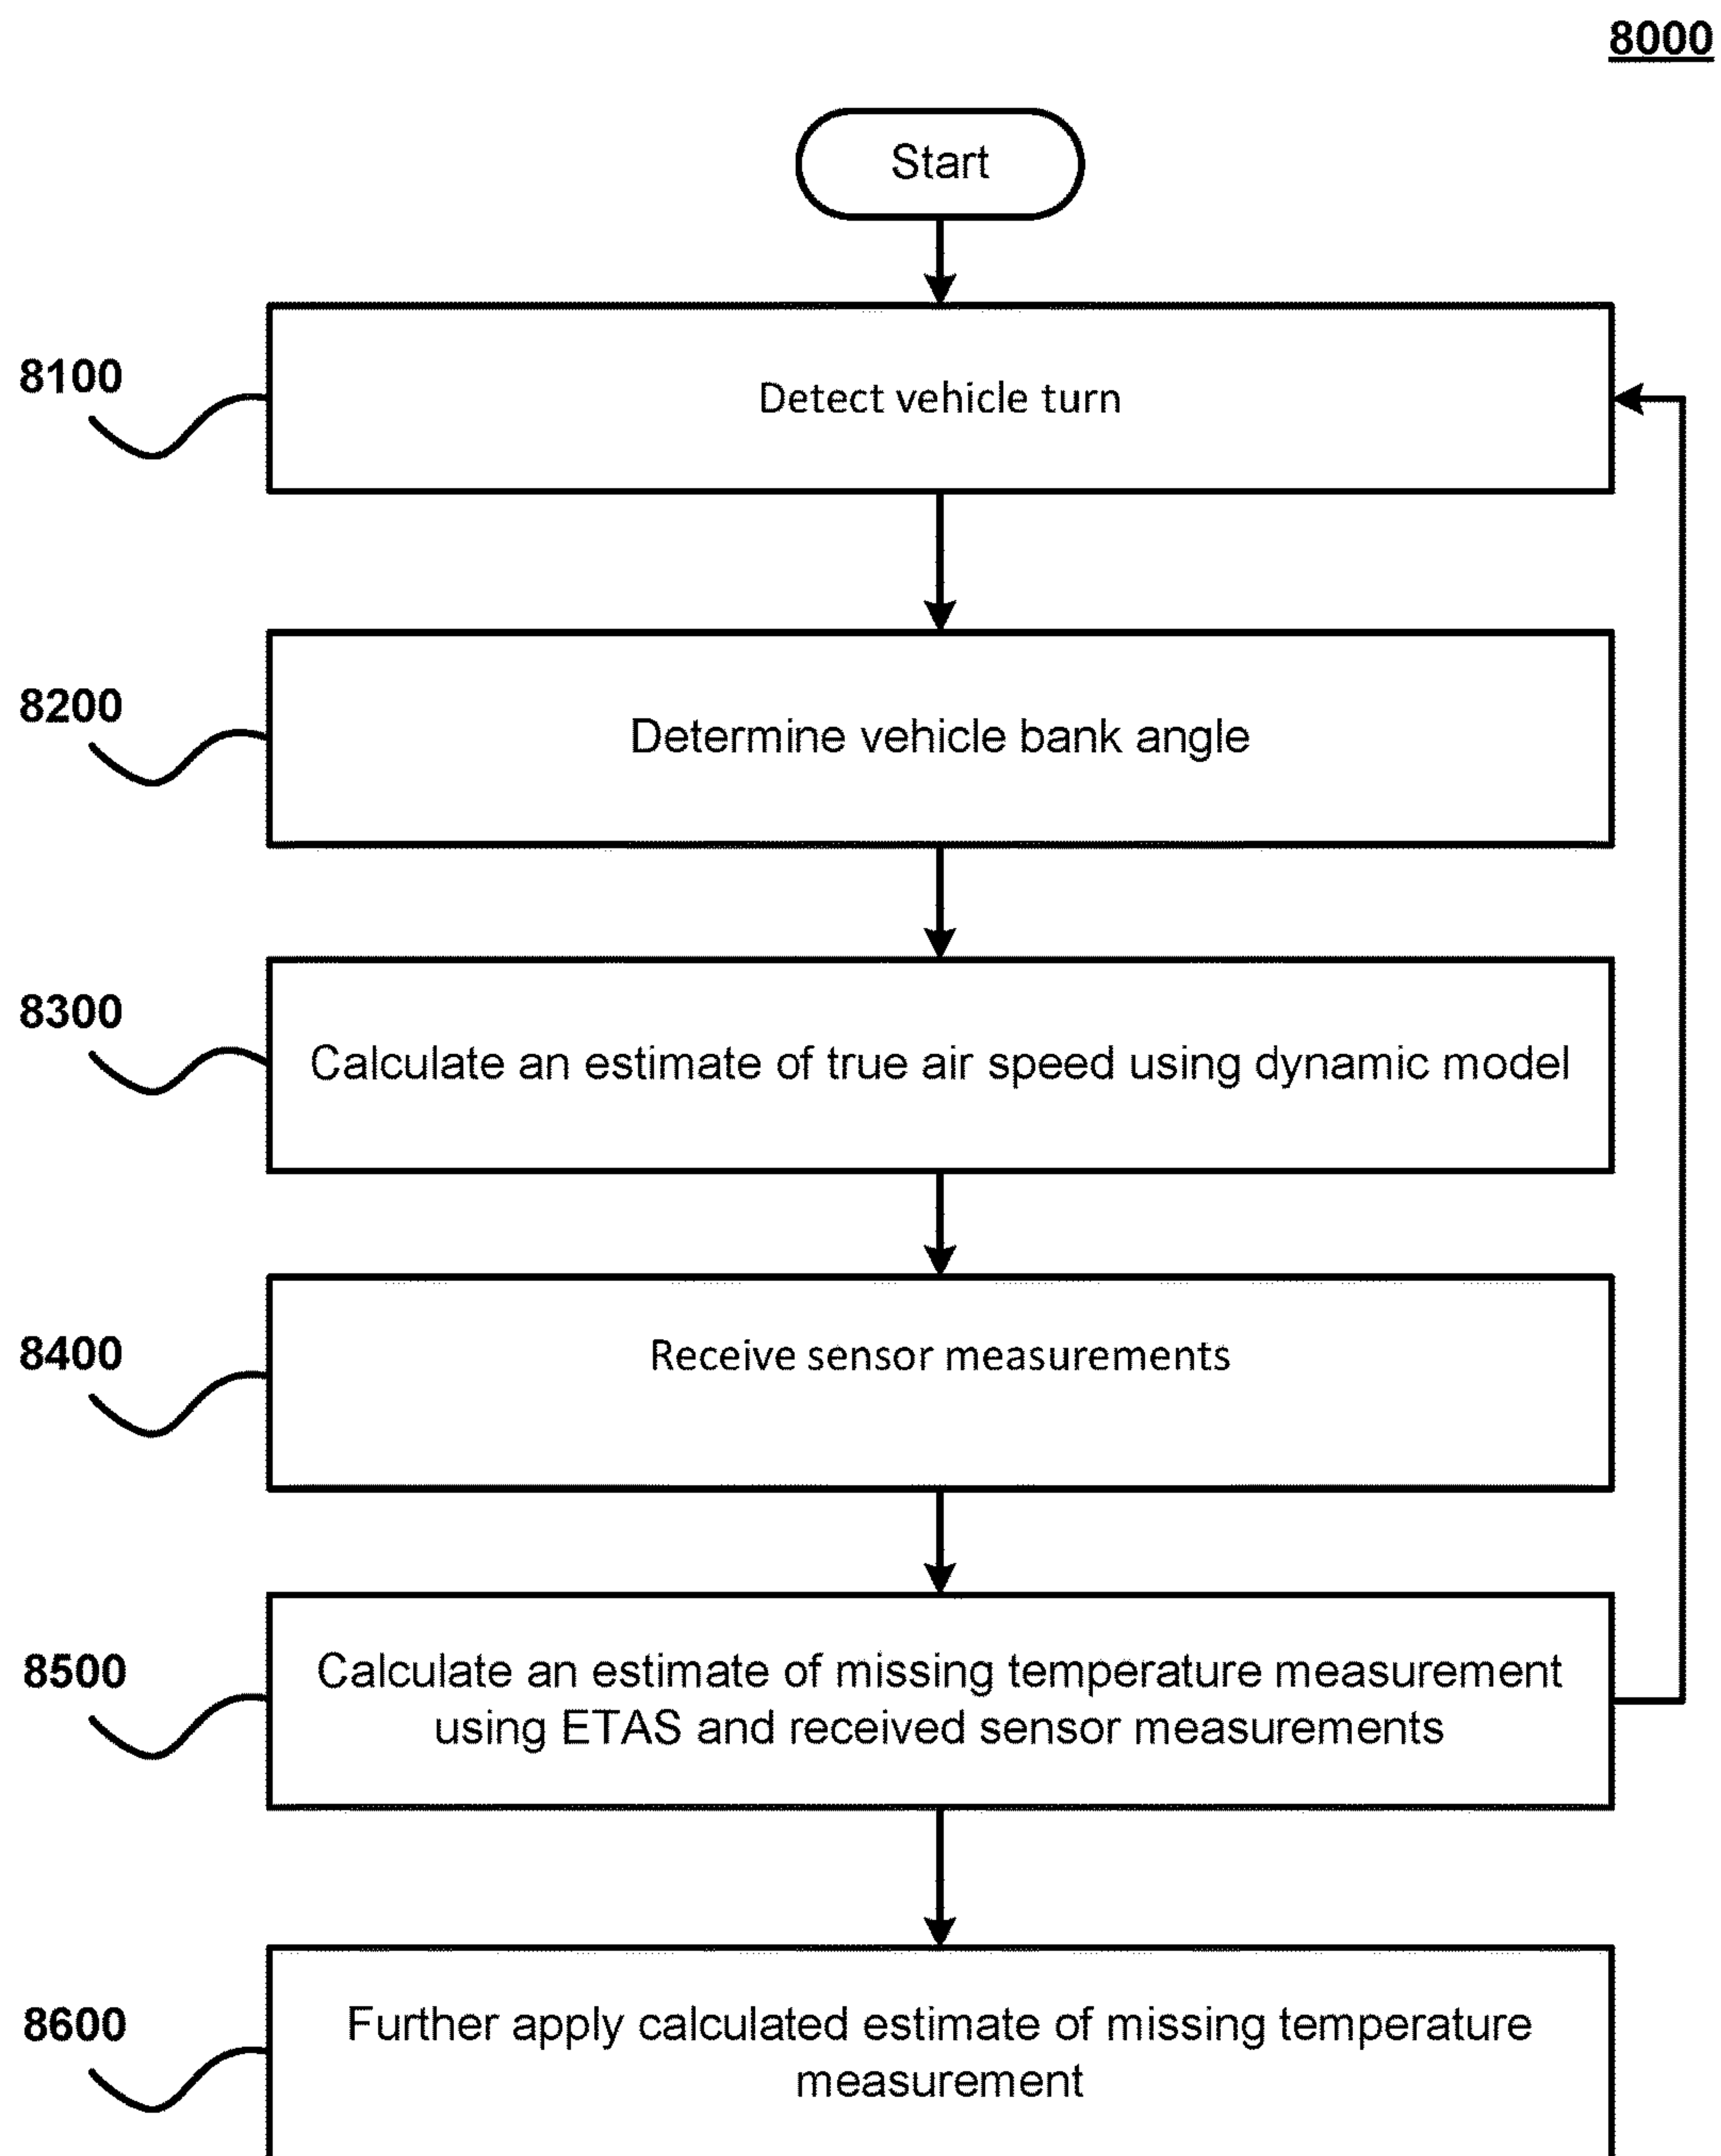 8000
Start
8100
Detect vehicle turn
8200
Determine vehicle bank angle
8300
Calculate an estimate of true air speed using dynamic model
8400
Receive sensor measurements
8500
Calculate an estimate of missing temperature measurement
using ETAS and received sensor measurements
8600
Further apply calculated estimate of missing temperature
measurement